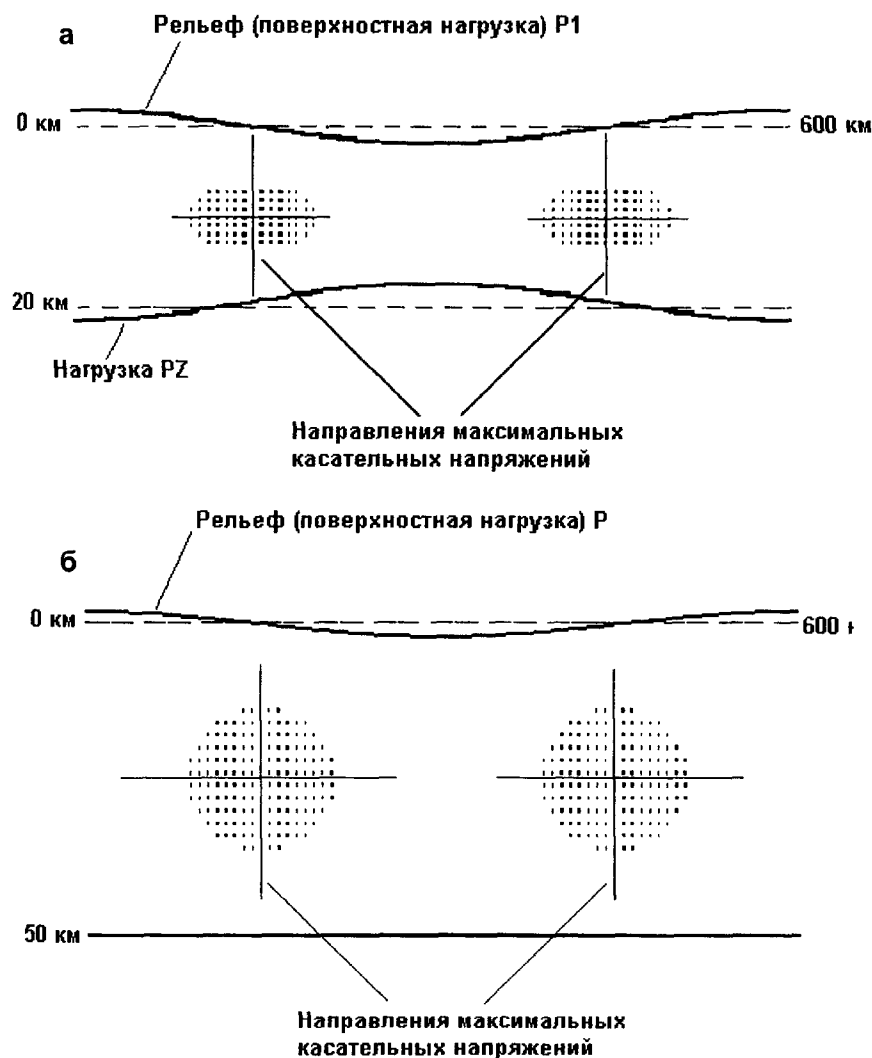 а
Рельеф (поверхностная нагрузка) P1
0 км
600 км
20 км
Нагрузка PZ
Направления максимальных
касательных напряжений
Рельеф (поверхностная нагрузка) P
б
0 км
600
50 км
Направления максимальных
касательных напряжений